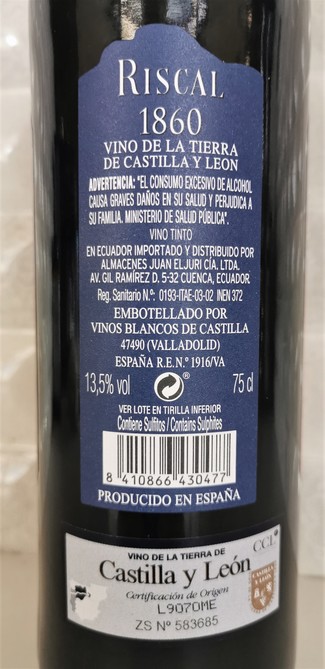 RISCAL
1860
VINO DE LA TIERRA
DE CASTILLA Y LEON
ADVERTENCIA: "EL CONSUMO EXCESIVO DE ALCOHOL
CAUSA GRAVES DAÑOS EN SU SALUD Y PERJUDICA A
SU FAMILIA. MINISTERIO DE SALUD PÚBLICA".
VINO TINTO
EN ECUADOR IMPORTADO Y DISTRIBUIDO POR
ALMACENES JUAN ELJURI CÍA. LTDA.
AV. GIL RAMÍREZ D. 5-32 CUENCA, ECUADOR.
Reg. Sanitario N.º: 0193-ITAE-03-02 INEN 372
EMBOTELLADO POR
VINOS BLANCOS DE CASTILLA
47490 (VALLADOLID)
ESPAÑA R.E.N.º 1916/VA
13,5% vol ® 75 cl
VER LOTE EN TIRILLA INFERIOR
Contiene Sulfitos / Contains Sulphites
8 410866 430477
PRODUCIDO EN ESPAÑA
VINO DE LA TIERRA DE CCL
Castilla y León
Certificación de Origen
L9070ME
ZS Nº 583685
CASTILLA
Y LEÓN